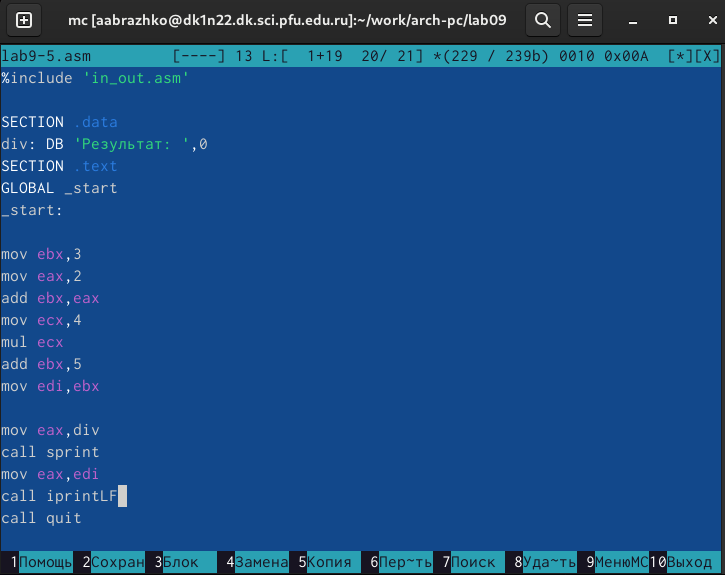 mc [aabrazhko@dk1n22.dk.sci.pfu.edu.ru]:~/work/arch-pc/lab09
lab9-5.asm [----] 13 L:[ 1+19 20/ 21] *(229 / 239b) 0010 0x00A [*][X]
%include 'in_out.asm'
SECTION .data
div: DB 'Результат: ',0
SECTION .text
GLOBAL _start
_start:
mov ebx,3
mov eax,2
add ebx,eax
mov ecx,4
mul ecx
add ebx,5
mov edi,ebx
mov eax,div
call sprint
mov eax,edi
call iprintLF
call quit
1Помощь 2Сохран 3Блок 4Замена 5Копия 6Пер~ть 7Поиск 8Уда~ть 9МенюMC 10Выход